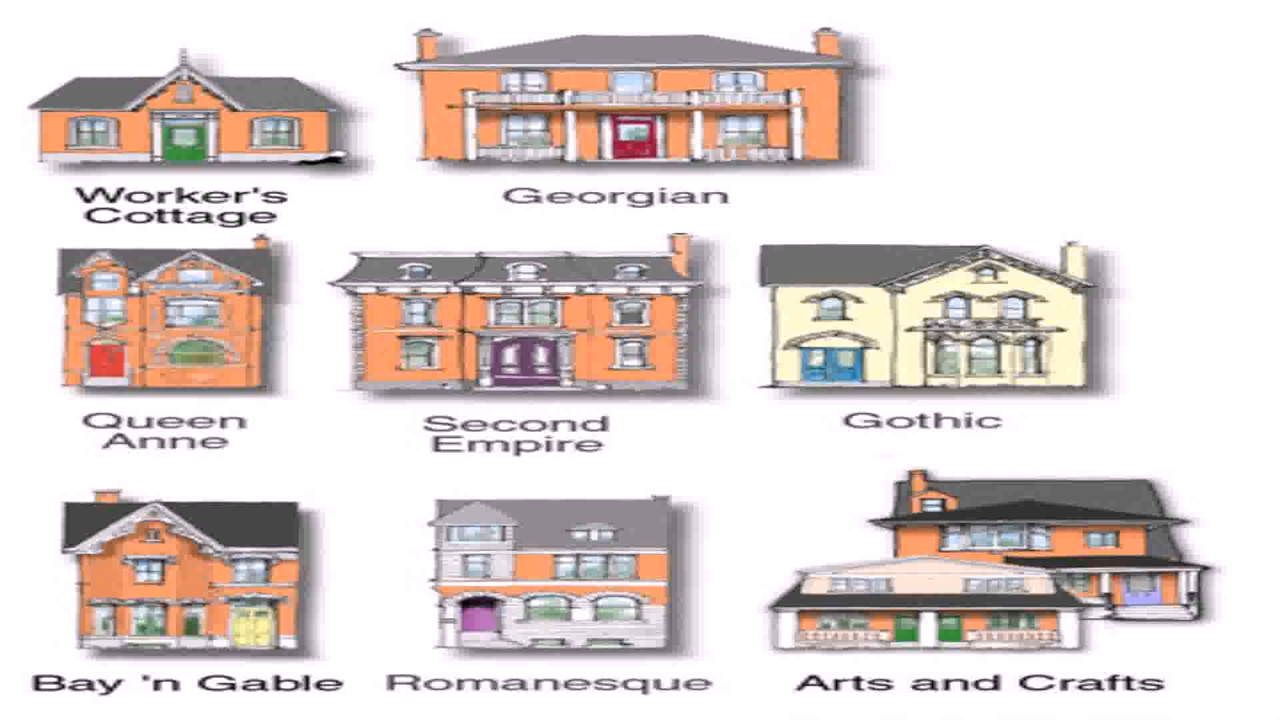 Worker's
Cottage
Georgian
Queen
Anne
Second
Empire
Gothic
Bay 'n Gable
Romanesque
Arts and Crafts